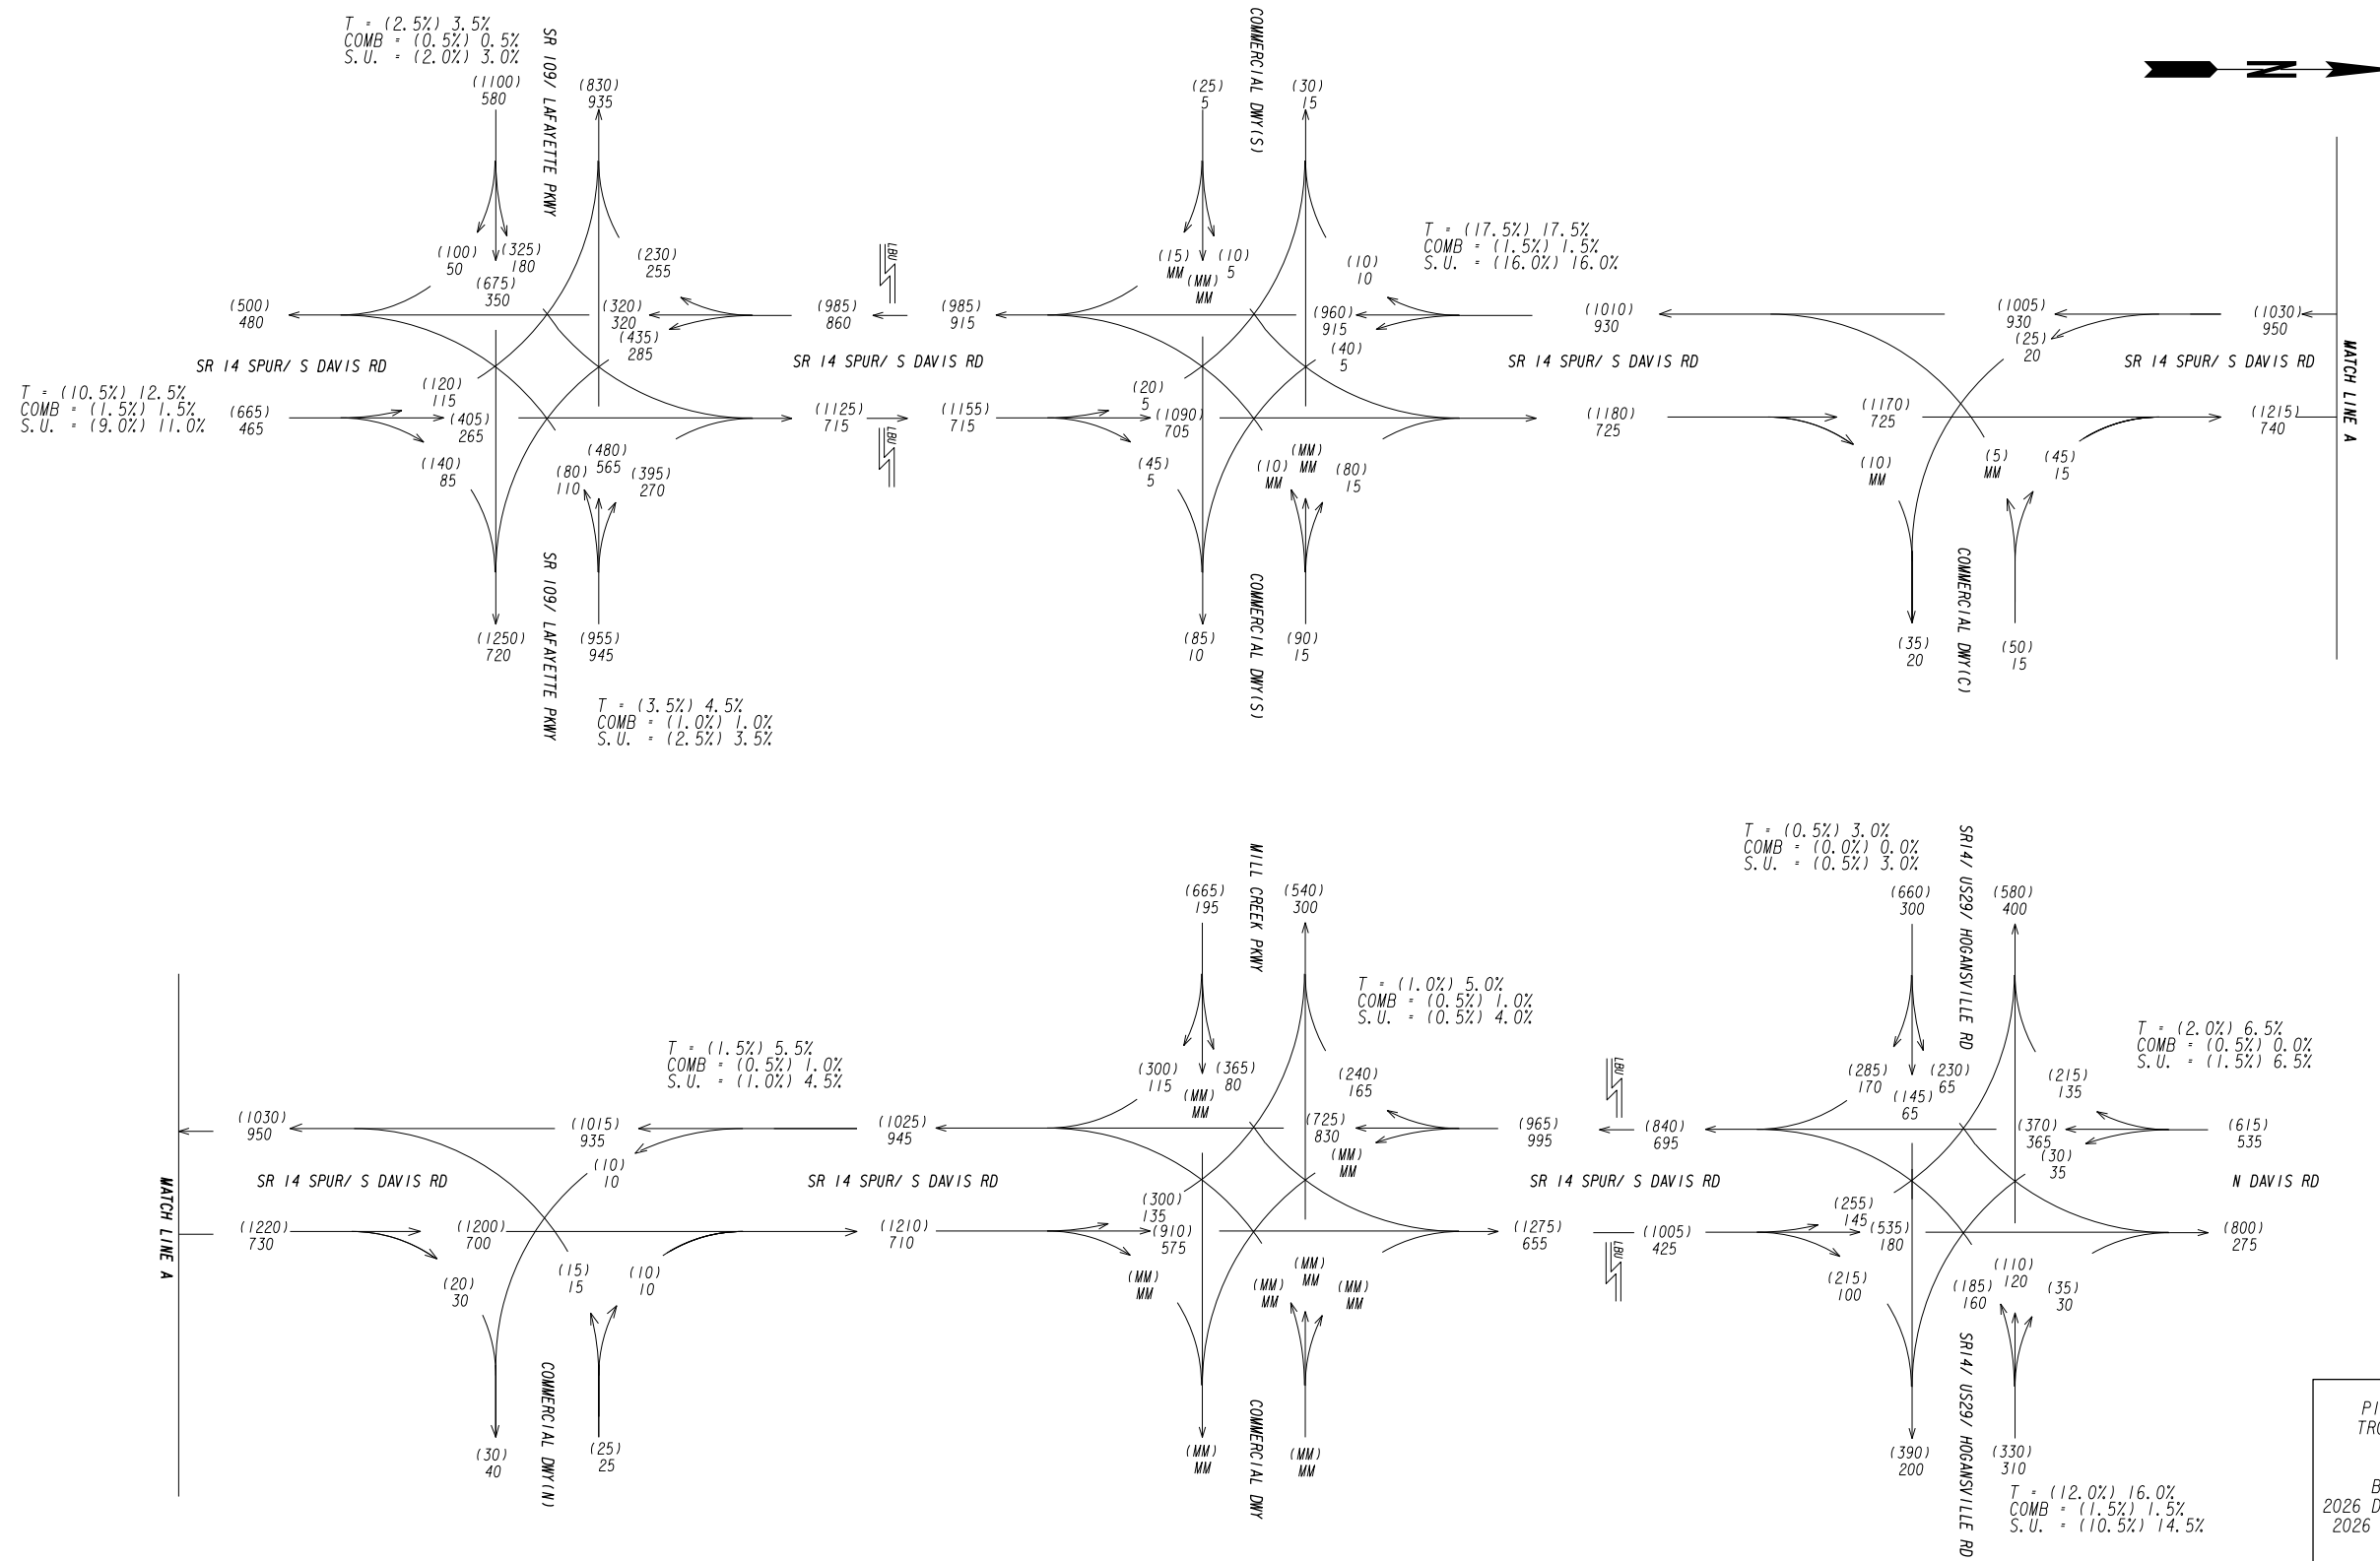 T = (2.5%) 3.5%
COMB = (0.5%) 0.5%
S.U. = (2.0%) 3.0%
SR 109/ LAFAYETTE PKWY
(1100)
580
(830)
935
(100)
50
(325)
180
(675)
350
(230)
255
(500)
480
(320)
320
(435)
285
(985)
860
LBU
SR 14 SPUR/ S DAVIS RD
T = (10.5%) 12.5%
COMB = (1.5%) 1.5%
S.U. = (9.0%) 11.0%
(665)
465
(120)
115
(405)
265
(140)
85
(480)
565
(80)
110
(395)
270
(1125)
715
LBU
SR 109/ LAFAYETTE PKWY
(1250)
720
(955)
945
T = (3.5%) 4.5%
COMB = (1.0%) 1.0%
S.U. = (2.5%) 3.5%
SR 14 SPUR/ S DAVIS RD
COMMERCIAL DWY(S)
(25)
5
(30)
15
(15)
MM
(MM)
MM
(10)
5
(10)
10
T = (17.5%) 17.5%
COMB = (1.5%) 1.5%
S.U. = (16.0%) 16.0%
(985)
915
(960)
915
(40)
5
(1010)
930
(1155)
715
(20)
5
(1090)
705
(45)
5
(10)
MM
(MM)
MM
(80)
15
(1180)
725
COMMERCIAL DWY(S)
(85)
10
(90)
15
SR 14 SPUR/ S DAVIS RD
(1005)
930
(25)
20
(1030)
950
SR 14 SPUR/ S DAVIS RD
MATCH LINE A
(1170)
725
(10)
MM
(5)
MM
(45)
15
(1215)
740
COMMERCIAL DWY(C)
(35)
20
(50)
15
N
MATCH LINE A
(1030)
950
SR 14 SPUR/ S DAVIS RD
(1220)
730
T = (1.5%) 5.5%
COMB = (0.5%) 1.0%
S.U. = (1.0%) 4.5%
(1015)
935
(10)
10
(1200)
700
(20)
30
(15)
15
(10)
10
COMMERCIAL DWY(N)
(30)
40
(25)
25
(1025)
945
SR 14 SPUR/ S DAVIS RD
(1210)
710
MILL CREEK PKWY
(665)
195
(540)
300
T = (1.0%) 5.0%
COMB = (0.5%) 1.0%
S.U. = (0.5%) 4.0%
(300)
115
(MM)
MM
(365)
80
(240)
165
(725)
830
(MM)
MM
(300)
135
(910)
575
(MM)
MM
(MM)
MM
(MM)
MM
(MM)
MM
COMMERCIAL DWY
(MM)
MM
(MM)
MM
(965)
995
LBU
SR 14 SPUR/ S DAVIS RD
(1275)
655
LBU
T = (0.5%) 3.0%
COMB = (0.0%) 0.0%
S.U. = (0.5%) 3.0%
SR14/ US29/ HOGANSVILLE RD
(660)
300
(580)
400
(285)
170
(145)
65
(230)
65
(215)
135
T = (2.0%) 6.5%
COMB = (0.5%) 0.0%
S.U. = (1.5%) 6.5%
(840)
695
(370)
365
(30)
35
(615)
535
N DAVIS RD
(1005)
425
(255)
145
(535)
180
(215)
100
(110)
120
(185)
160
(35)
30
(800)
275
SR14/ US29/ HOGANSVILLE RD
(390)
200
(330)
310
T = (12.0%) 16.0%
COMB = (1.5%) 1.5%
S.U. = (10.5%) 14.5%
2026
2026